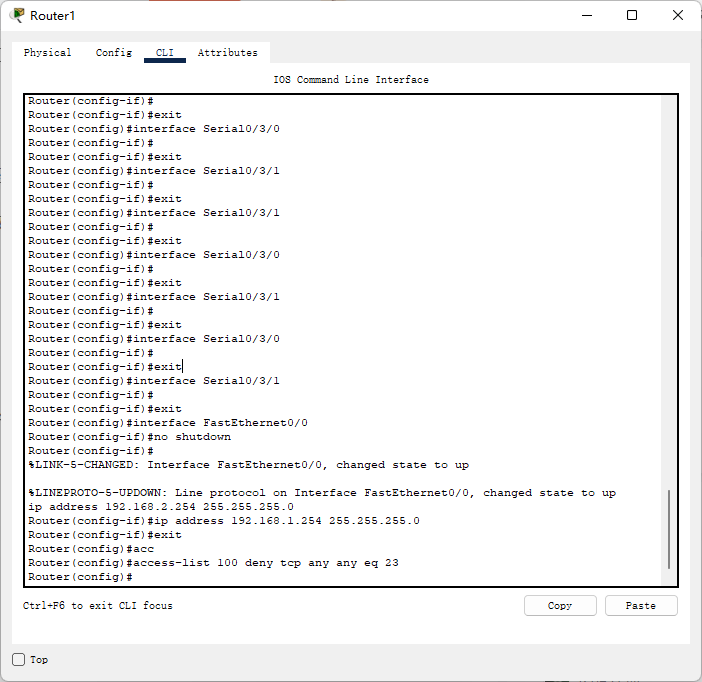 Router1
Physical Config CLI Attributes
IOS Command Line Interface
Router(config-if)#
Router(config-if)#exit
Router(config)#interface Serial0/3/0
Router(config-if)#
Router(config-if)#exit
Router(config)#interface Serial0/3/1
Router(config-if)#
Router(config-if)#exit
Router(config)#interface Serial0/3/1
Router(config-if)#
Router(config-if)#exit
Router(config)#interface Serial0/3/0
Router(config-if)#
Router(config-if)#exit
Router(config)#interface Serial0/3/1
Router(config-if)#
Router(config-if)#exit
Router(config)#interface Serial0/3/0
Router(config-if)#
Router(config-if)#exit
Router(config)#interface Serial0/3/1
Router(config-if)#
Router(config-if)#exit
Router(config)#interface FastEthernet0/0
Router(config-if)#no shutdown
Router(config-if)#
%LINK-5-CHANGED: Interface FastEthernet0/0, changed state to up
%LINEPROTO-5-UPDOWN: Line protocol on Interface FastEthernet0/0, changed state to up
ip address 192.168.2.254 255.255.255.0
Router(config-if)#ip address 192.168.1.254 255.255.255.0
Router(config-if)#exit
Router(config)#acc
Router(config)#access-list 100 deny tcp any any eq 23
Router(config)#
Ctrl+F6 to exit CLI focus
Copy
Paste
Top